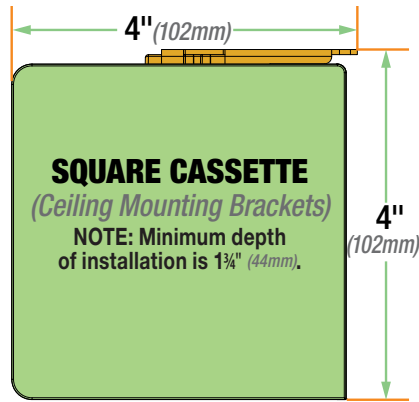 4" (102mm)
SQUARE CASSETTE
(Ceiling Mounting Brackets)
NOTE: Minimum depth
of installation is 1¾" (44mm).
4"
(102mm)